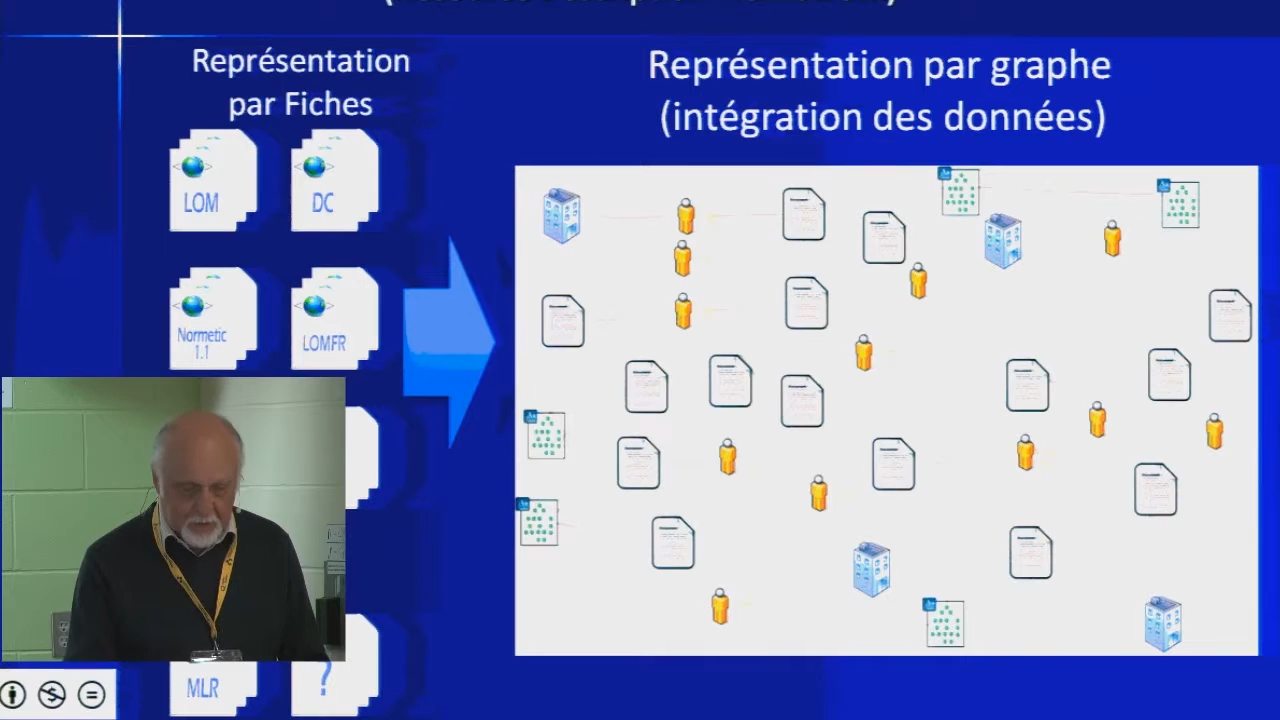 Représentation
par Fiches
Représentation par graphe
(intégration des données)
LOM
DC
Normetic
1.1
LOMFR
MLR
?